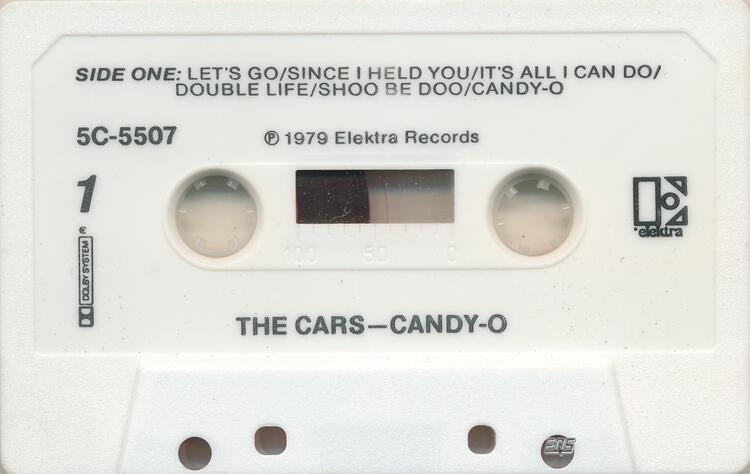 SIDE ONE: LET'S GO/SINCE I HELD YOU/IT'S ALL I CAN DO/
DOUBLE LIFE/SHOO BE DOO/CANDY-O
5C-5507
℗ 1979 Elektra Records
1
elektra
® DOLBY SYSTEM
100 50 0
THE CARS—CANDY-O